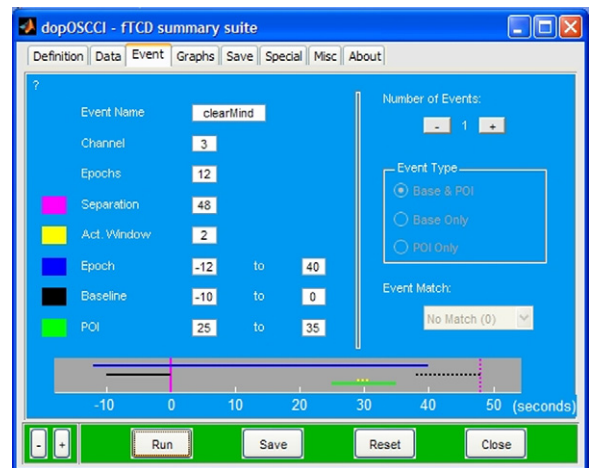 dopOSCCI - fTCD summary suite
Definition Data Event Graphs Save Special Misc About
?
Number of Events:
- 1 +
Event Name clearMind
Channel 3
Epochs 12
Separation 48
Act. Window 2
Epoch -12 to 40
Baseline -10 to 0
POI 25 to 35
Event Type
Base & POI
Base Only
POI Only
Event Match:
No Match (0)
-10 0 10 20 30 40 50 (seconds)
- + Run Save Reset Close